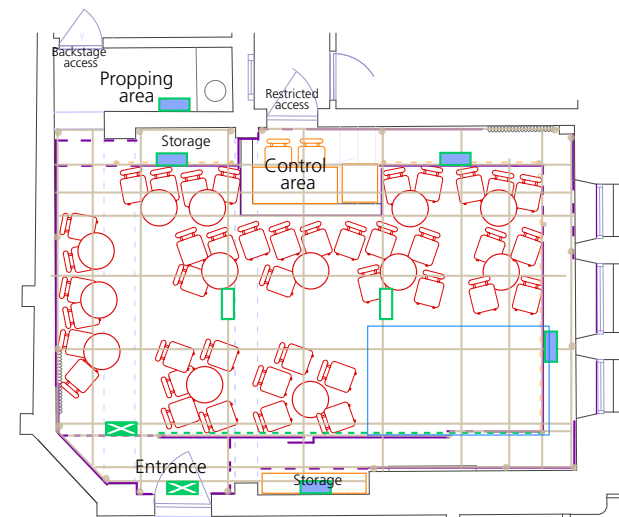 Backstage
access
Propping
area
Restricted
access
Storage
Control
area
Entrance
Storage